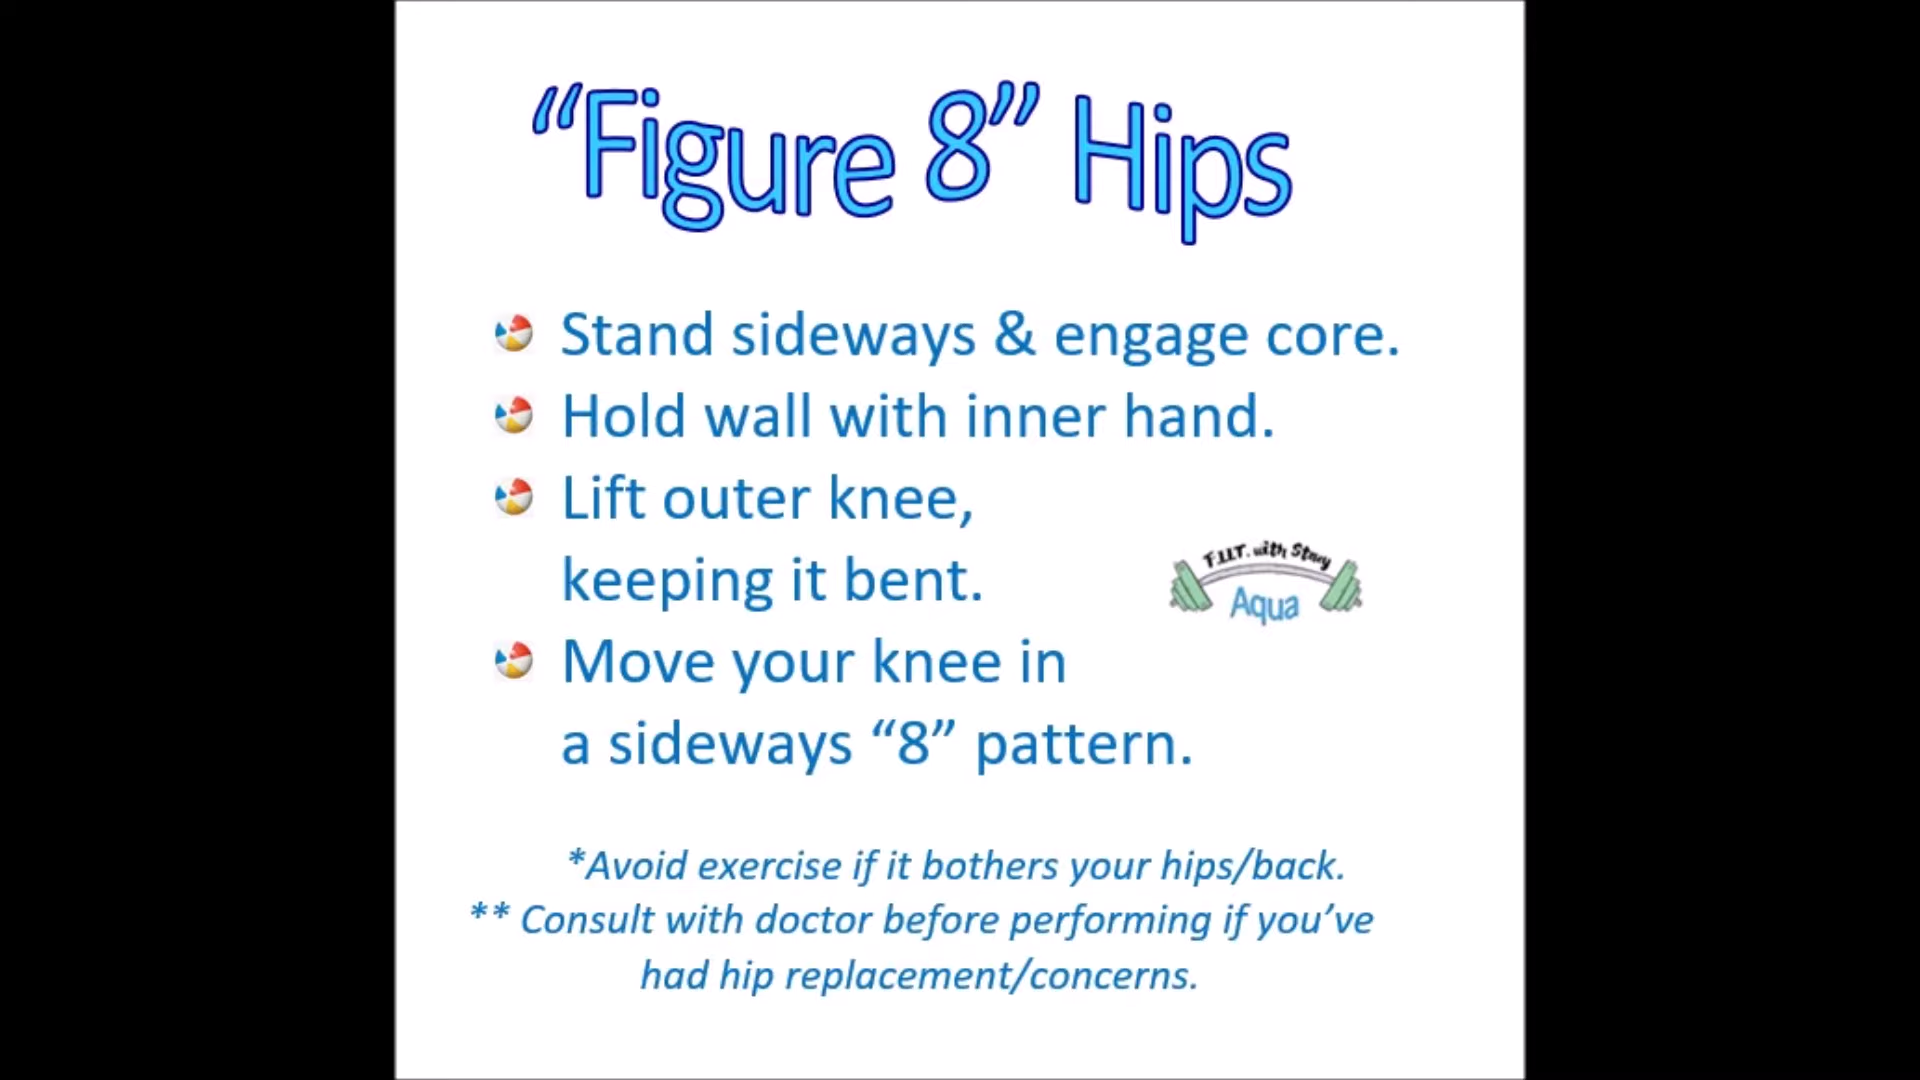 “Figure 8” Hips
Stand sideways & engage core.
Hold wall with inner hand.
Lift outer knee,
keeping it bent.
F.I.I.T. with Stacy
Aqua
Move your knee in
a sideways “8” pattern.
*Avoid exercise if it bothers your hips/back.
** Consult with doctor before performing if you’ve
had hip replacement/concerns.